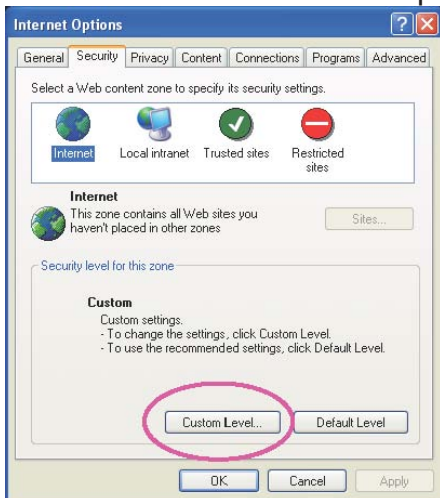 Internet Options
General Security Privacy Content Connections Programs Advanced
Select a Web content zone to specify its security settings.
Internet Local intranet Trusted sites Restricted sites
Internet
This zone contains all Web sites you
haven't placed in other zones
Sites...
Security level for this zone
Custom
Custom settings.
- To change the settings, click Custom Level.
- To use the recommended settings, click Default Level.
Custom Level... Default Level
OK Cancel Apply